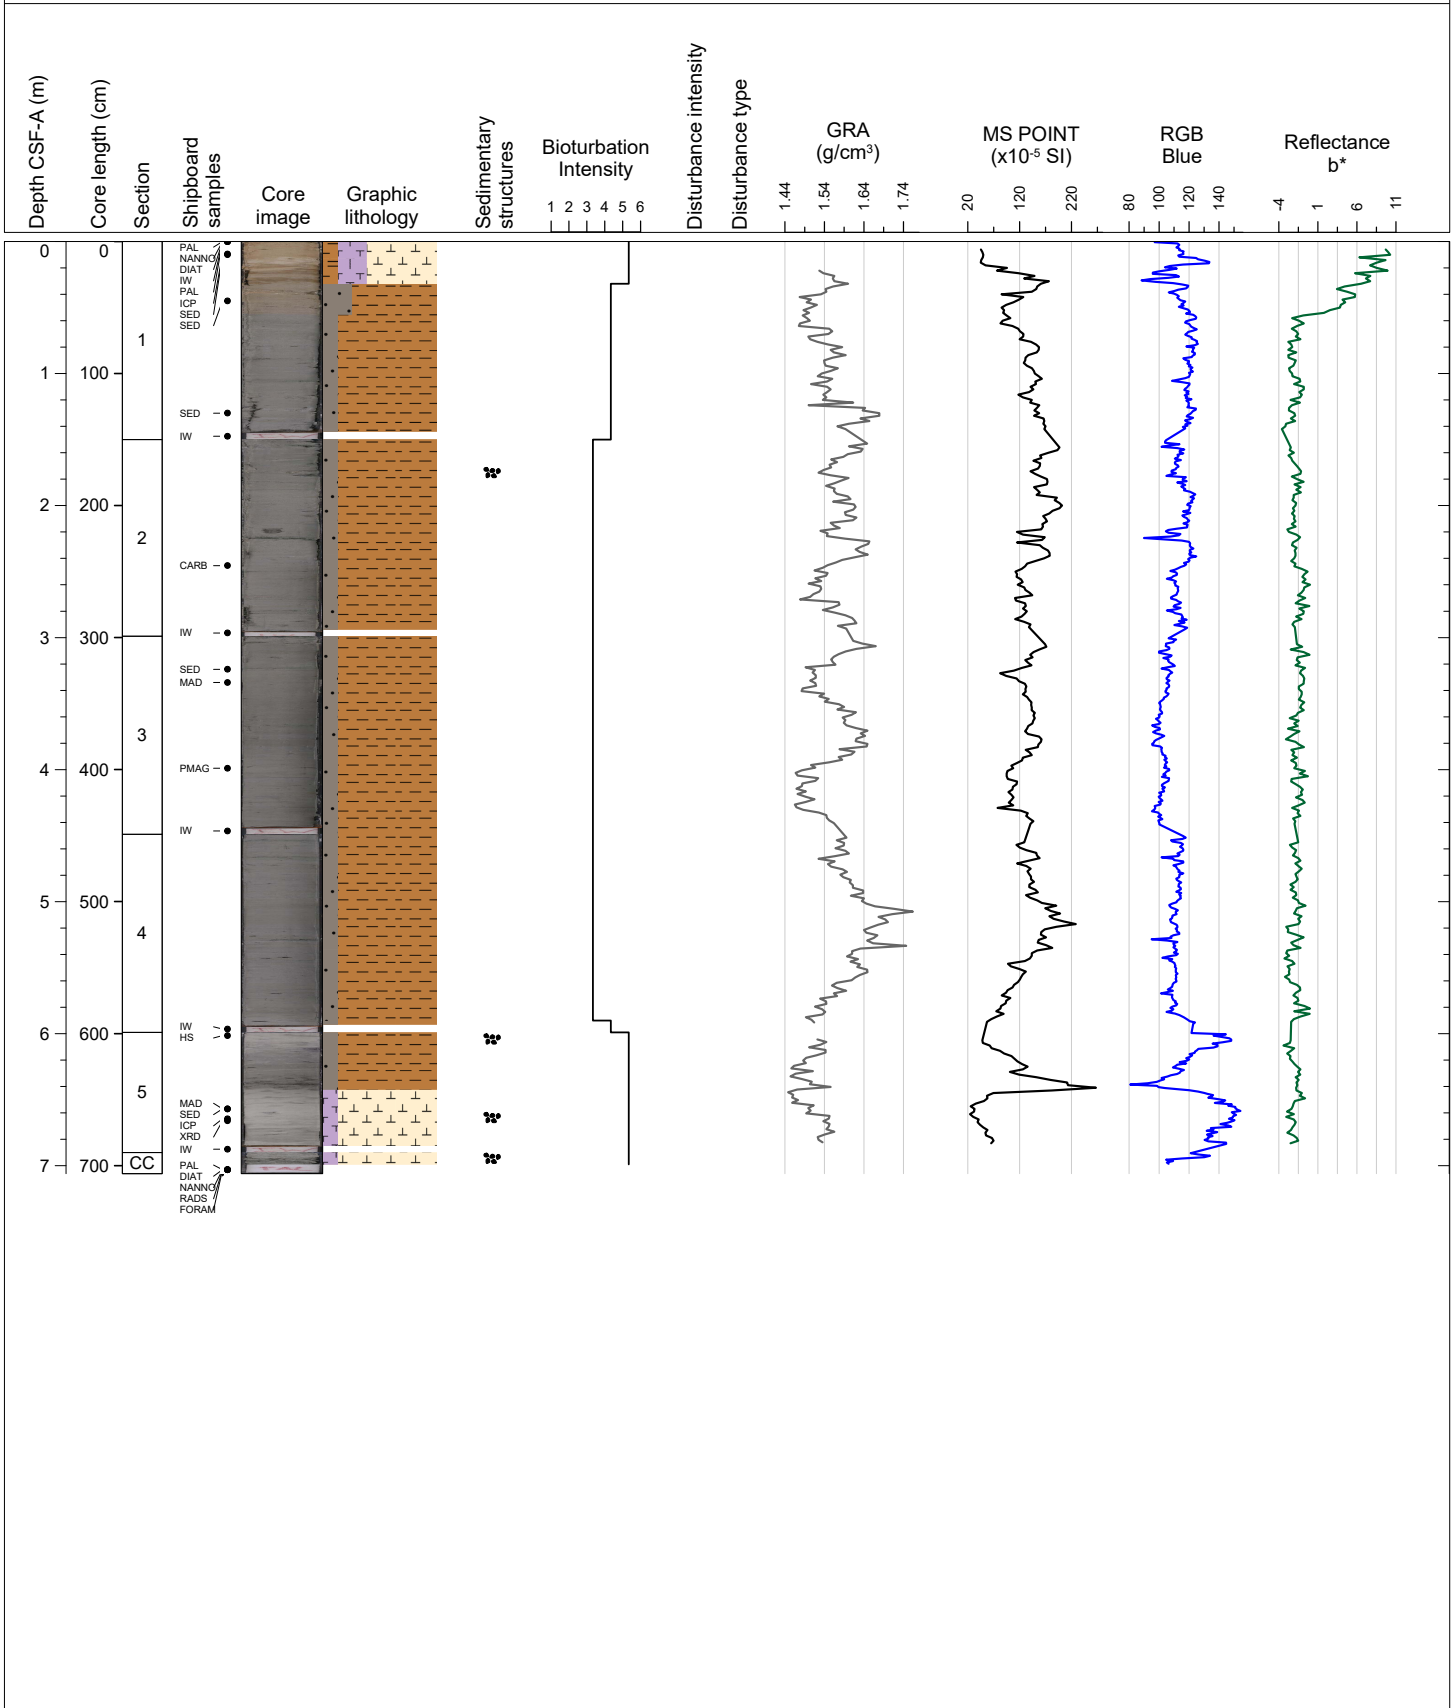 Depth CSF-A (m)
Core length (cm)
Section
Shipboard
samples
Core
image
Graphic
lithology
Sedimentary
structures
Bioturbation
Intensity
1 2 3 4 5 6
Disturbance intensity
Disturbance type
GRA
(g/cm³)
1.44 1.54 1.64 1.74
MS POINT
(x10⁻⁵ SI)
20 120 220
RGB
Blue
80 100 120 140
Reflectance
b*
-4 1 6 11
0 0
PAL
NANNO
DIAT
IW
PAL
ICP
SED
SED
1
1 100
SED
IW
2 200
2
CARB
IW
3 300
SED
MAD
3
PMAG
4 400
IW
5 500
4
IW
HS
6 600
5
MAD
SED
ICP
XRD
IW
7 700
CC
PAL
DIAT
NANNO
RADS
FORAM